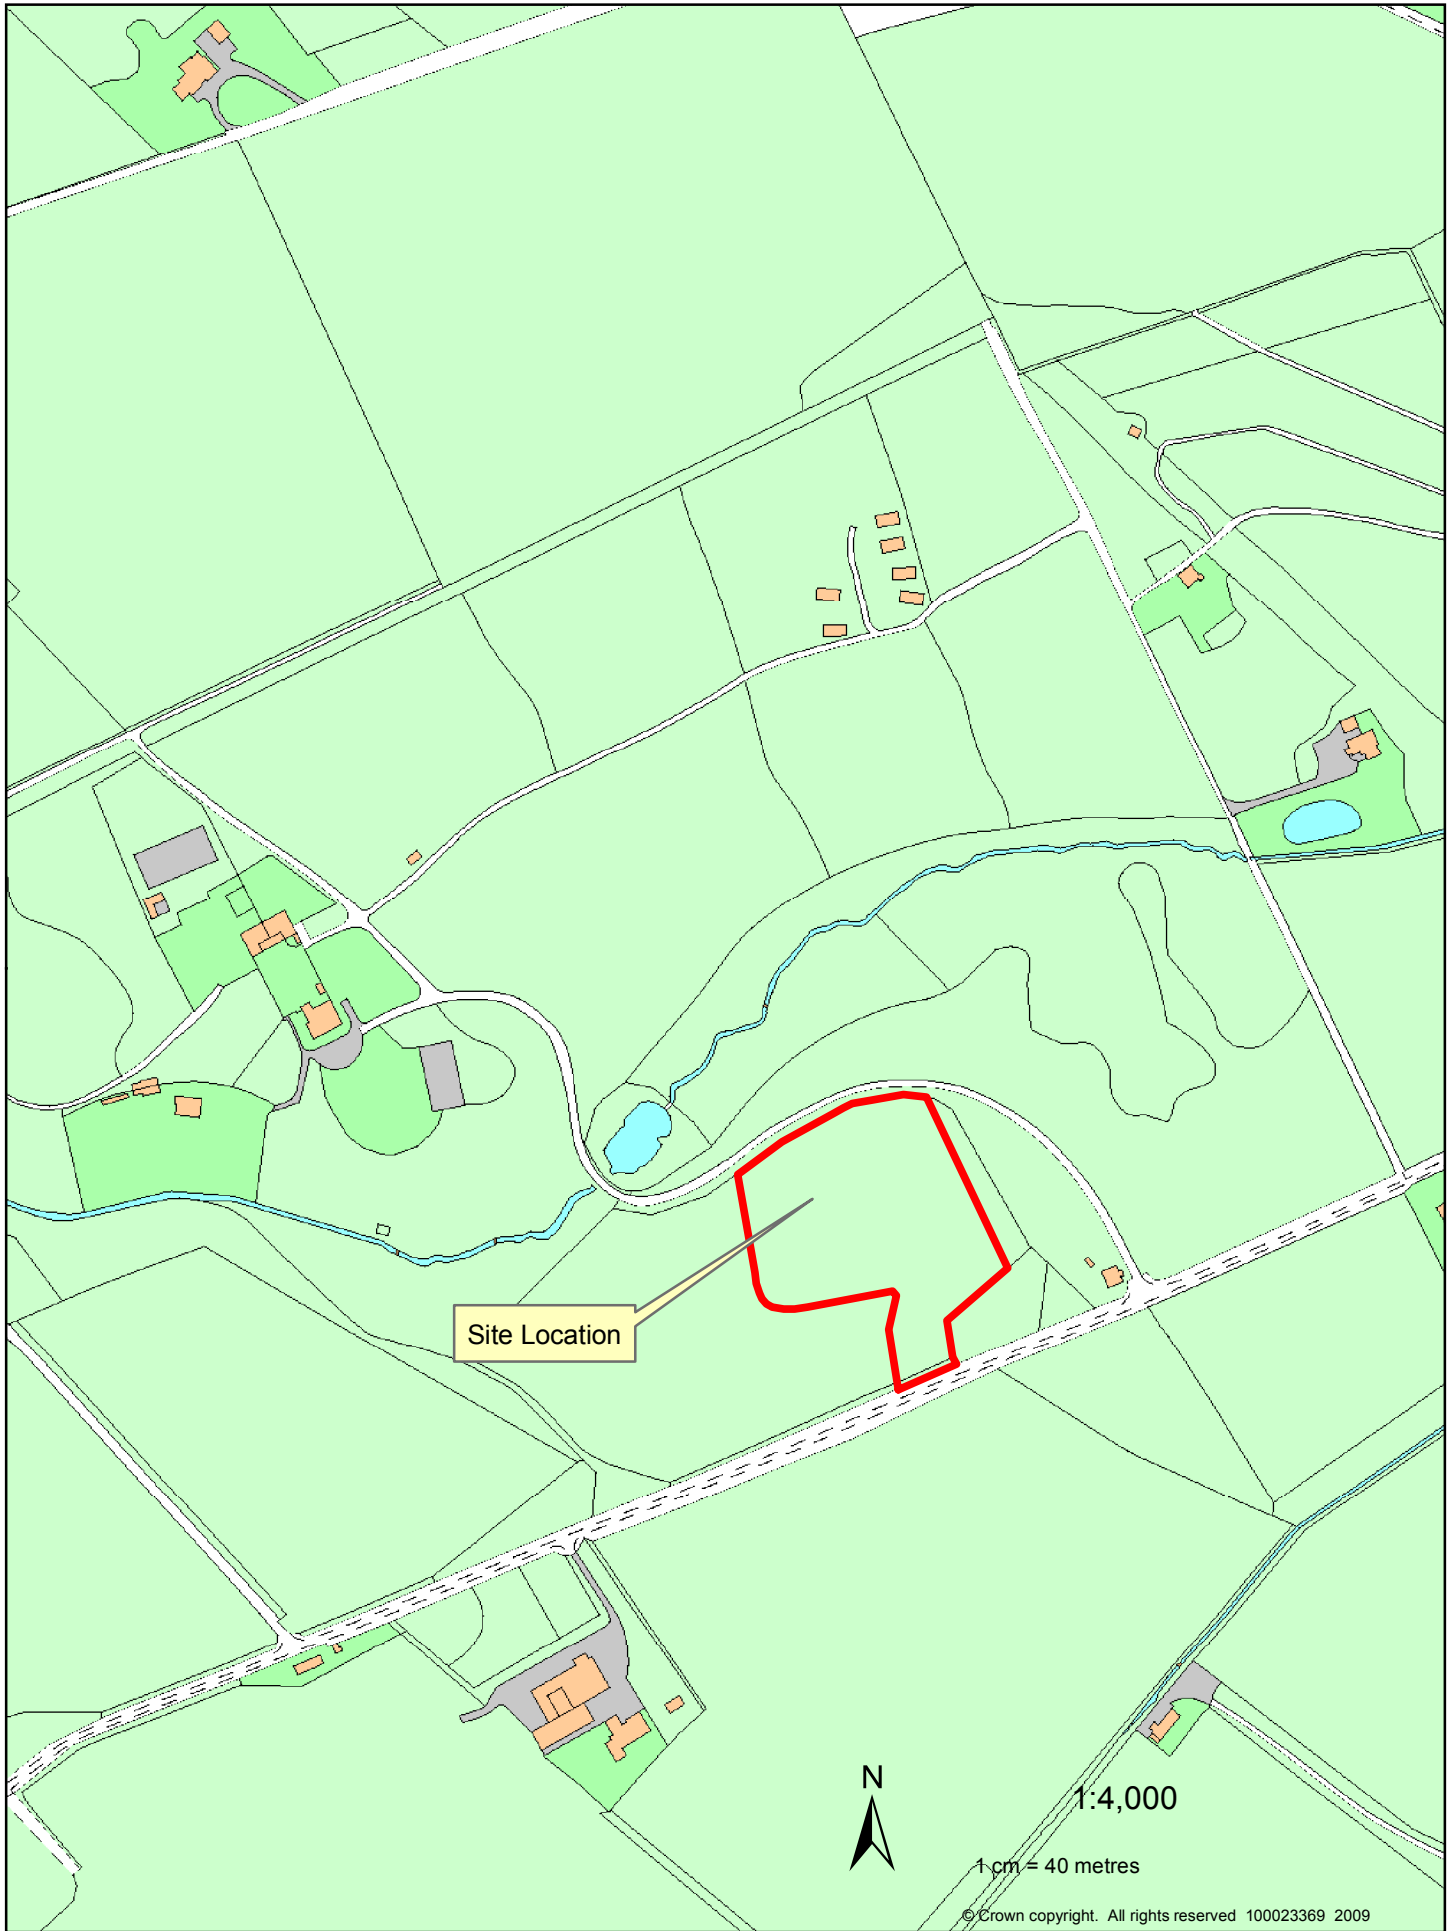 Site Location
N
1:4,000
1 cm = 40 metres
© Crown copyright. All rights reserved 100023369 2009